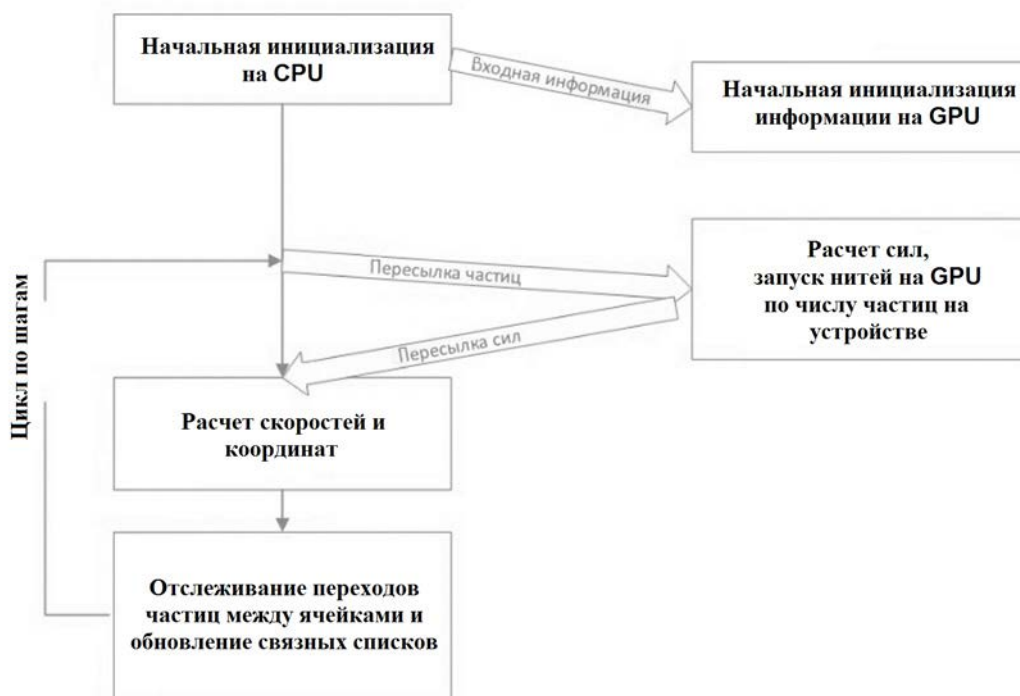 Начальная инициализация
на CPU
Входная информация
Начальная инициализация
информации на GPU
Цикл по шагам
Пересылка частиц
Расчет сил,
запуск нитей на GPU
по числу частиц на
устройстве
Пересылка сил
Расчет скоростей и
координат
Отслеживание переходов
частиц между ячейками и
обновление связных списков